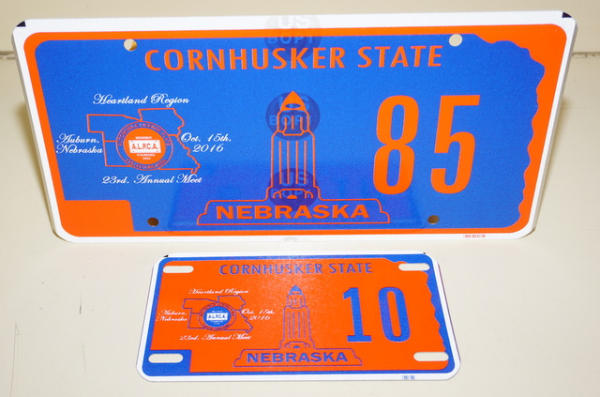 CORNHUSKER STATE
Heartland Region
Auburn, Nebraska
A.L.P.C.A.
Oct. 15th, 2016
23rd. Annual Meet
85
NEBRASKA
CORNHUSKER STATE
Heartland Region
Auburn, Nebraska
A.L.P.C.A.
Oct. 15th, 2016
23rd. Annual Meet
10
NEBRASKA